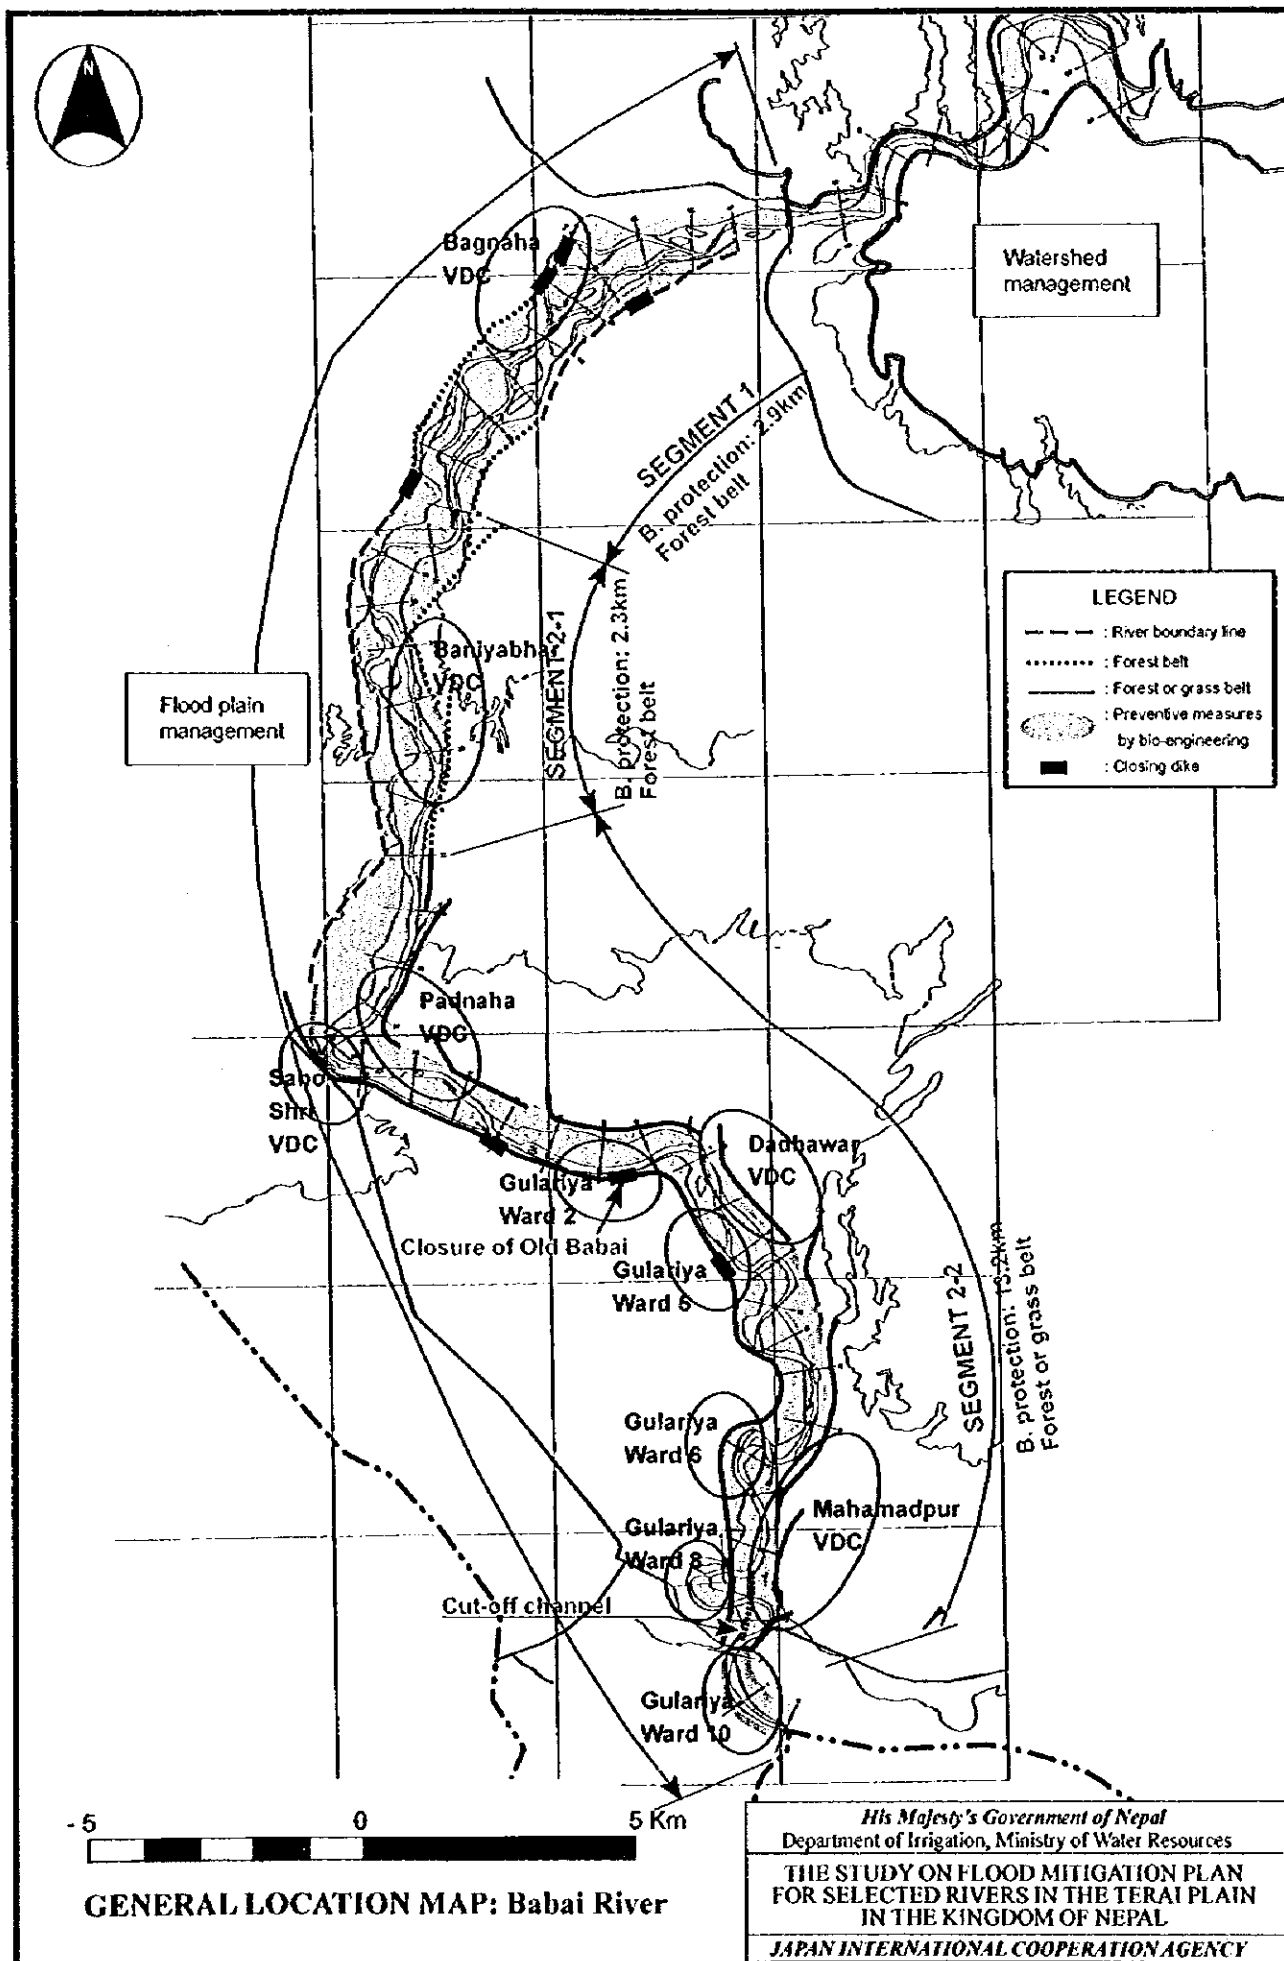 N
Bagnaha
VDC
Watershed
management
SEGMENT 1
B. protection: 2.9km
Forest belt
LEGEND
: River boundary line
: Forest belt
: Forest or grass belt
: Preventive measures
by bio-engineering
: Closing dike
Baniyabha
VDC
SEGMENT 2-1
B. protection: 2.3km
Forest belt
Flood plain
management
Padnaha
VDC
Sabo
Shri
VDC
Dadhawar
VDC
Gulariya
Ward 2
Closure of Old Babai
Gulariya
Ward 5
SEGMENT 2-2
B. protection: 13.2km
Forest or grass belt
Gulariya
Ward 6
Mahamadpur
VDC
Gulariya
Ward 8
Cut-off channel
Gulariya
Ward 10
- 5 0 5 Km
GENERAL LOCATION MAP: Babai River
His Majesty's Government of Nepal
Department of Irrigation, Ministry of Water Resources
THE STUDY ON FLOOD MITIGATION PLAN
FOR SELECTED RIVERS IN THE TERAI PLAIN
IN THE KINGDOM OF NEPAL
JAPAN INTERNATIONAL COOPERATION AGENCY